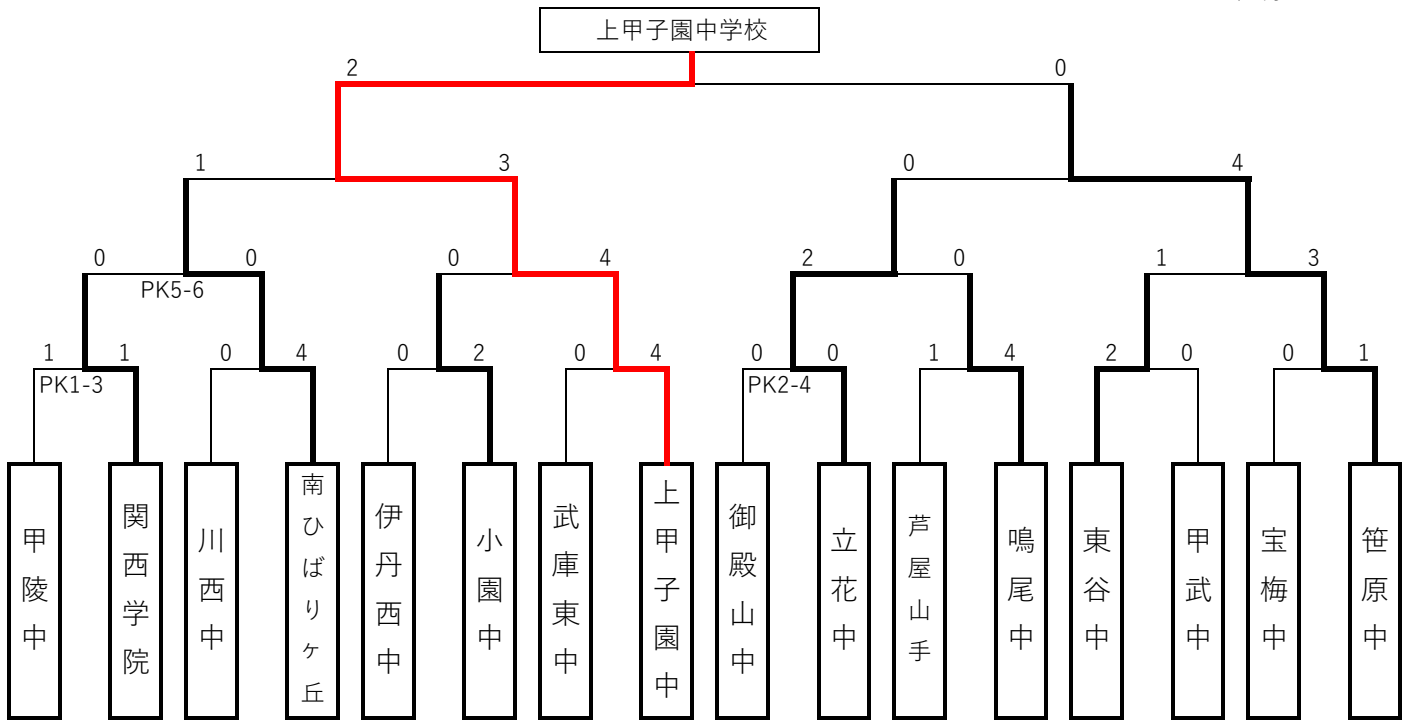 上甲子園中学校
2 0
1 3 0 4
0 0 0 4 2 0 1 3
PK5-6
1 1 0 4 0 2 0 4 0 0 1 4 2 0 0 1
PK1-3 PK2-4
甲陵中
関西学院
川西中
南ひばりヶ丘
伊丹西中
小園中
武庫東中
上甲子園中
御殿山中
立花中
芦屋山手
鳴尾中
東谷中
甲武中
宝梅中
笹原中